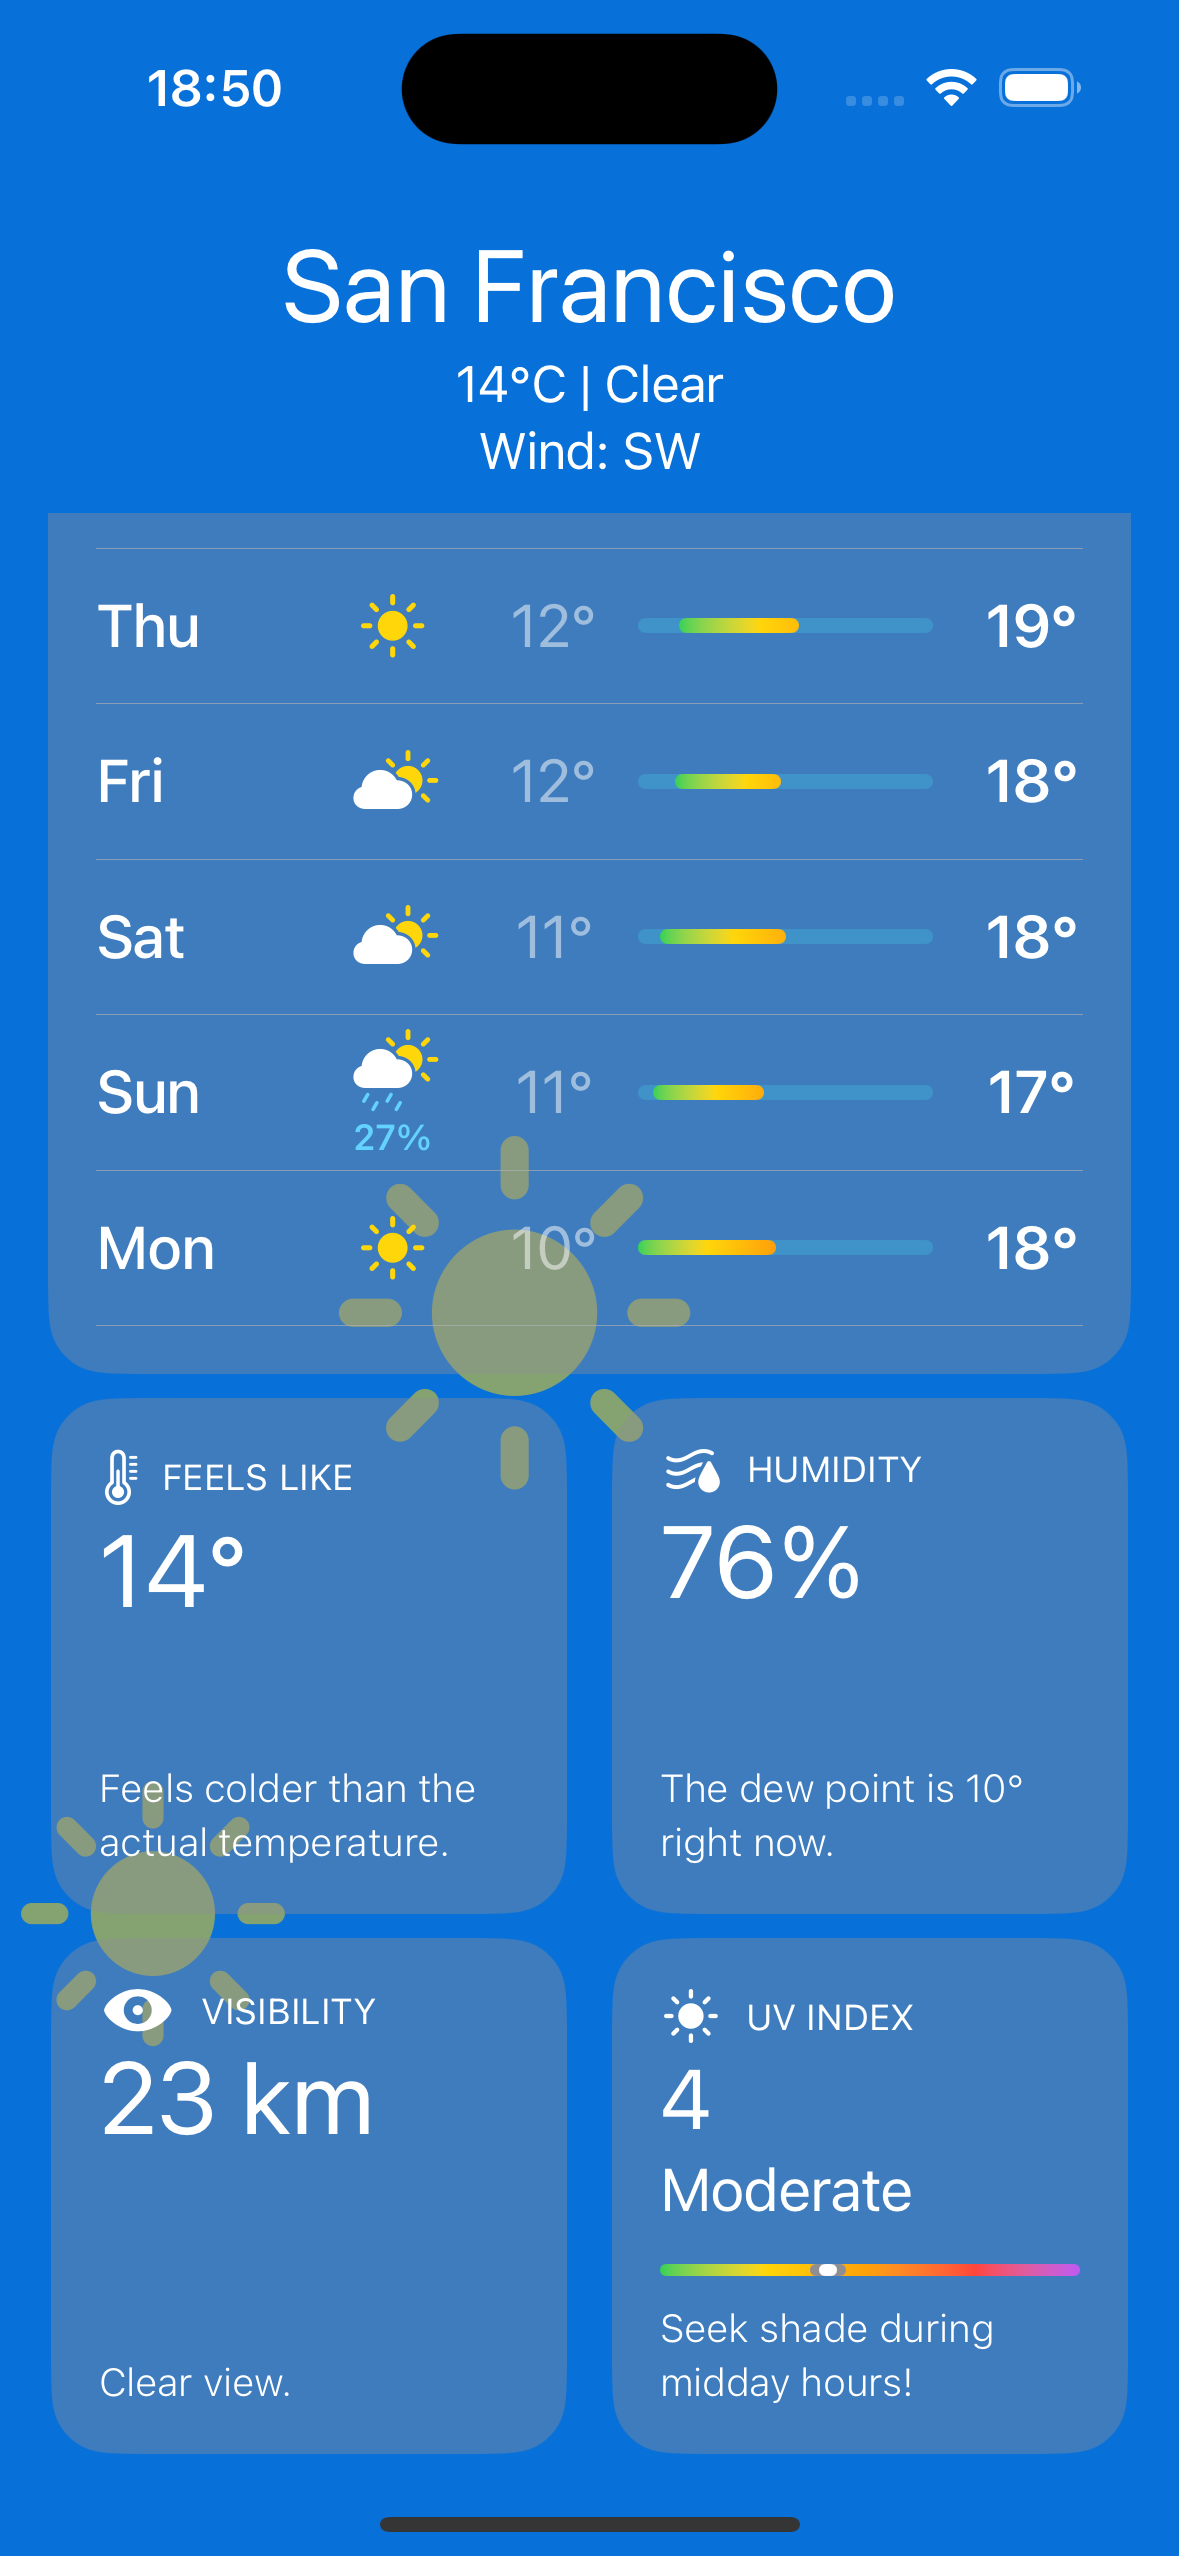 18:50
San Francisco
14°C | Clear
Wind: SW
Thu 12° 19°
Fri 12° 18°
Sat 11° 18°
Sun 27% 11° 17°
Mon 10° 18°
FEELS LIKE
14°
Feels colder than the
actual temperature.
HUMIDITY
76%
The dew point is 10°
right now.
VISIBILITY
23 km
Clear view.
UV INDEX
4
Moderate
Seek shade during
midday hours!